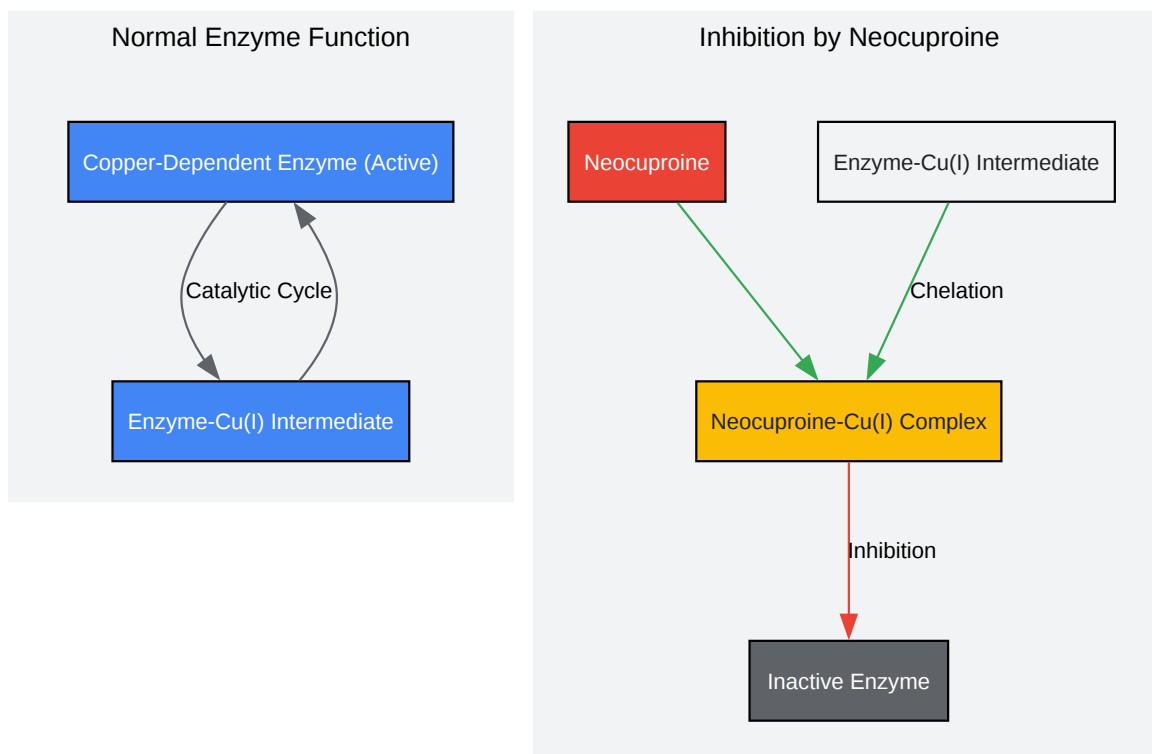 Normal Enzyme Function
Copper-Dependent Enzyme (Active)
Catalytic Cycle
Enzyme-Cu(I) Intermediate
Inhibition by Neocuproine
Neocuproine
Enzyme-Cu(I) Intermediate
Chelation
Neocuproine-Cu(I) Complex
Inhibition
Inactive Enzyme